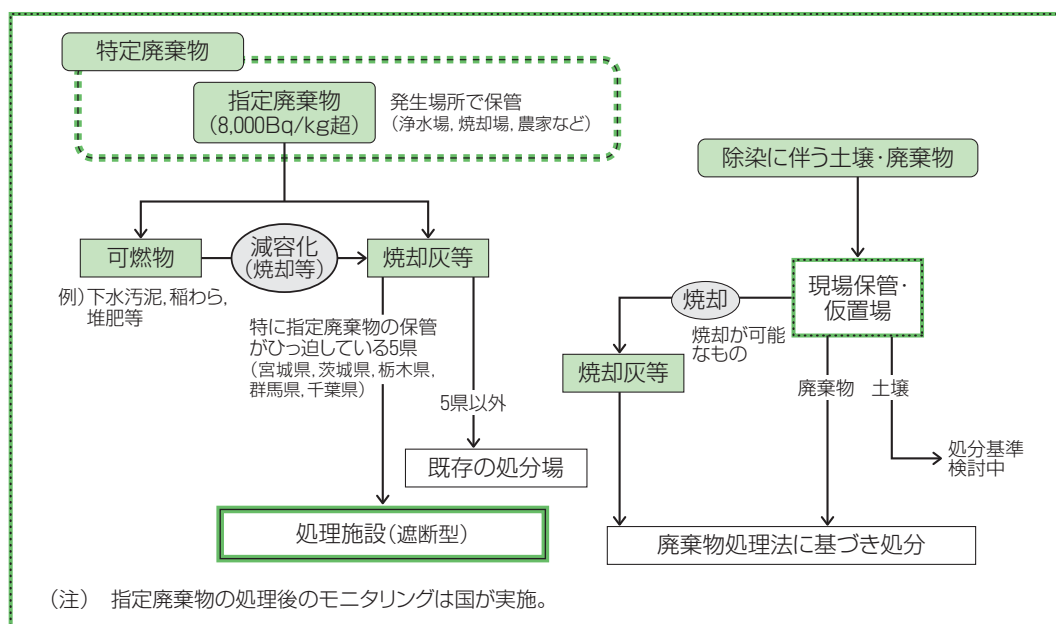 特定廃棄物
指定廃棄物
(8,000Bq/kg超)
発生場所で保管
(浄水場,焼却場,農家など)
可燃物
減容化
(焼却等)
焼却灰等
例)下水汚泥,稲わら,
堆肥等
特に指定廃棄物の保管
がひっ迫している5県
(宮城県,茨城県,栃木県,
群馬県,千葉県)
5県以外
既存の処分場
処理施設(遮断型)
除染に伴う土壌・廃棄物
現場保管・
仮置場
焼却
焼却が可能
なもの
焼却灰等
廃棄物
土壌
処分基準
検討中
廃棄物処理法に基づき処分
(注) 指定廃棄物の処理後のモニタリングは国が実施。